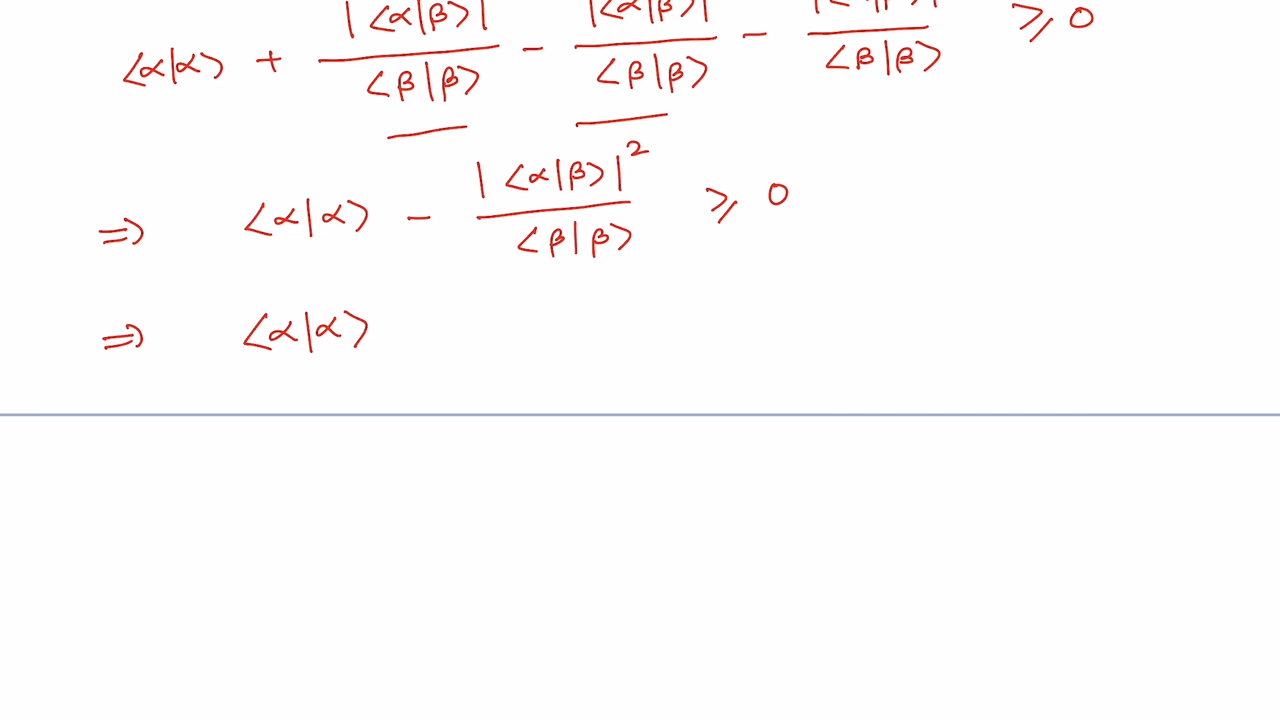 ⟨α|α⟩ + |⟨α|β⟩| / ⟨β|β⟩ − |⟨α|β⟩| / ⟨β|β⟩ − / ⟨β|β⟩ ⩾ 0
⇒ ⟨α|α⟩ − |⟨α|β⟩|² / ⟨β|β⟩ ⩾ 0
⇒ ⟨α|α⟩